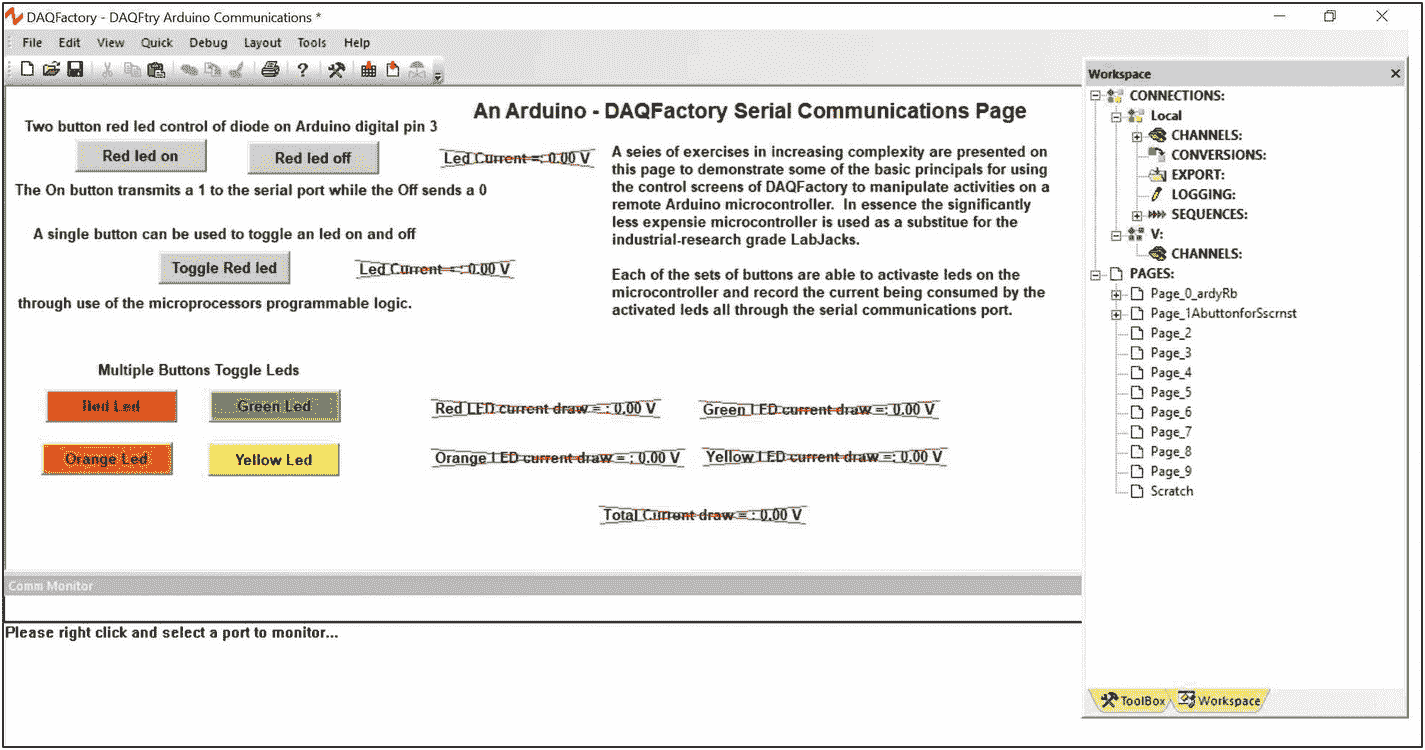 DAQFactory - DAQFtry Arduino Communications *
File Edit View Quick Debug Layout Tools Help
An Arduino - DAQFactory Serial Communications Page
Two button red led control of diode on Arduino digital pin 3
Red led on Red led off Led Current =: 0.00 V
The On button transmits a 1 to the serial port while the Off sends a 0
A single button can be used to toggle an led on and off
Toggle Red led Led Current = : 0.00 V
through use of the microprocessors programmable logic.
A seies of exercises in increasing complexity are presented on
this page to demonstrate some of the basic principals for using
the control screens of DAQFactory to manipulate activities on a
remote Arduino microcontroller. In essence the significantly
less expensie microcontroller is used as a substitue for the
industrial-research grade LabJacks.
Each of the sets of buttons are able to activaste leds on the
microcontroller and record the current being consumed by the
activated leds all through the serial communications port.
Multiple Buttons Toggle Leds
Red Led Green Led Red LED current draw = : 0.00 V Green LED current draw =: 0.00 V
Orange Led Yellow Led Orange LED current draw = : 0.00 V Yellow LED current draw =: 0.00 V
Total Current draw = : 0.00 V
Comm Monitor
Please right click and select a port to monitor...
Workspace
CONNECTIONS:
Local
CHANNELS:
CONVERSIONS:
EXPORT:
LOGGING:
SEQUENCES:
V:
CHANNELS:
PAGES:
Page_0_ardyRb
Page_1AbuttonforSscrnst
Page_2
Page_3
Page_4
Page_5
Page_6
Page_7
Page_8
Page_9
Scratch
ToolBox Workspace